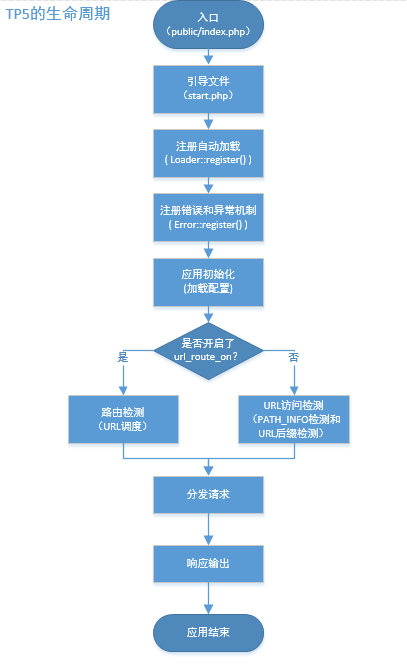 TP5的生命周期
入口
（public/index.php）
引导文件
（start.php）
注册自动加载
( Loader::register() )
注册错误和异常机制
( Error::register() )
应用初始化
(加载配置)
是否开启了
url_route_on?
是
否
路由检测
（URL调度）
URL访问检测
（PATH_INFO检测和
URL后缀检测）
分发请求
响应输出
应用结束